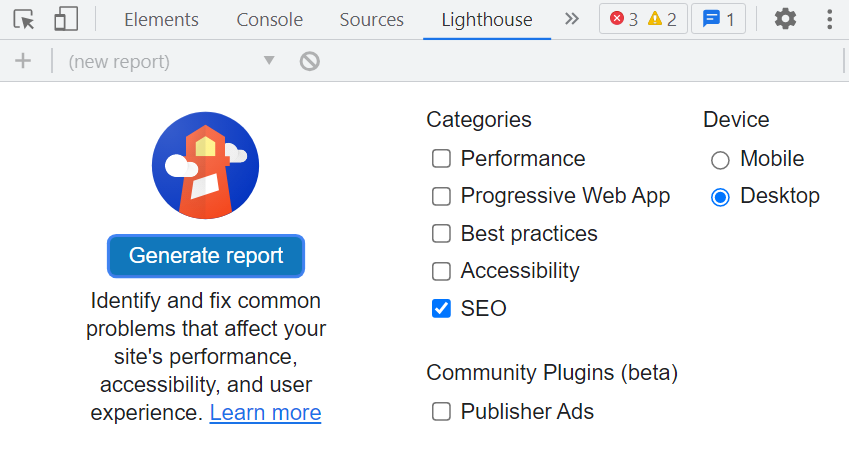 Elements Console Sources Lighthouse 3 2 1
(new report)
Categories
Performance
Progressive Web App
Best practices
Accessibility
SEO
Community Plugins (beta)
Publisher Ads
Device
Mobile
Desktop
Generate report
Identify and fix common
problems that affect your
site's performance,
accessibility, and user
experience. Learn more